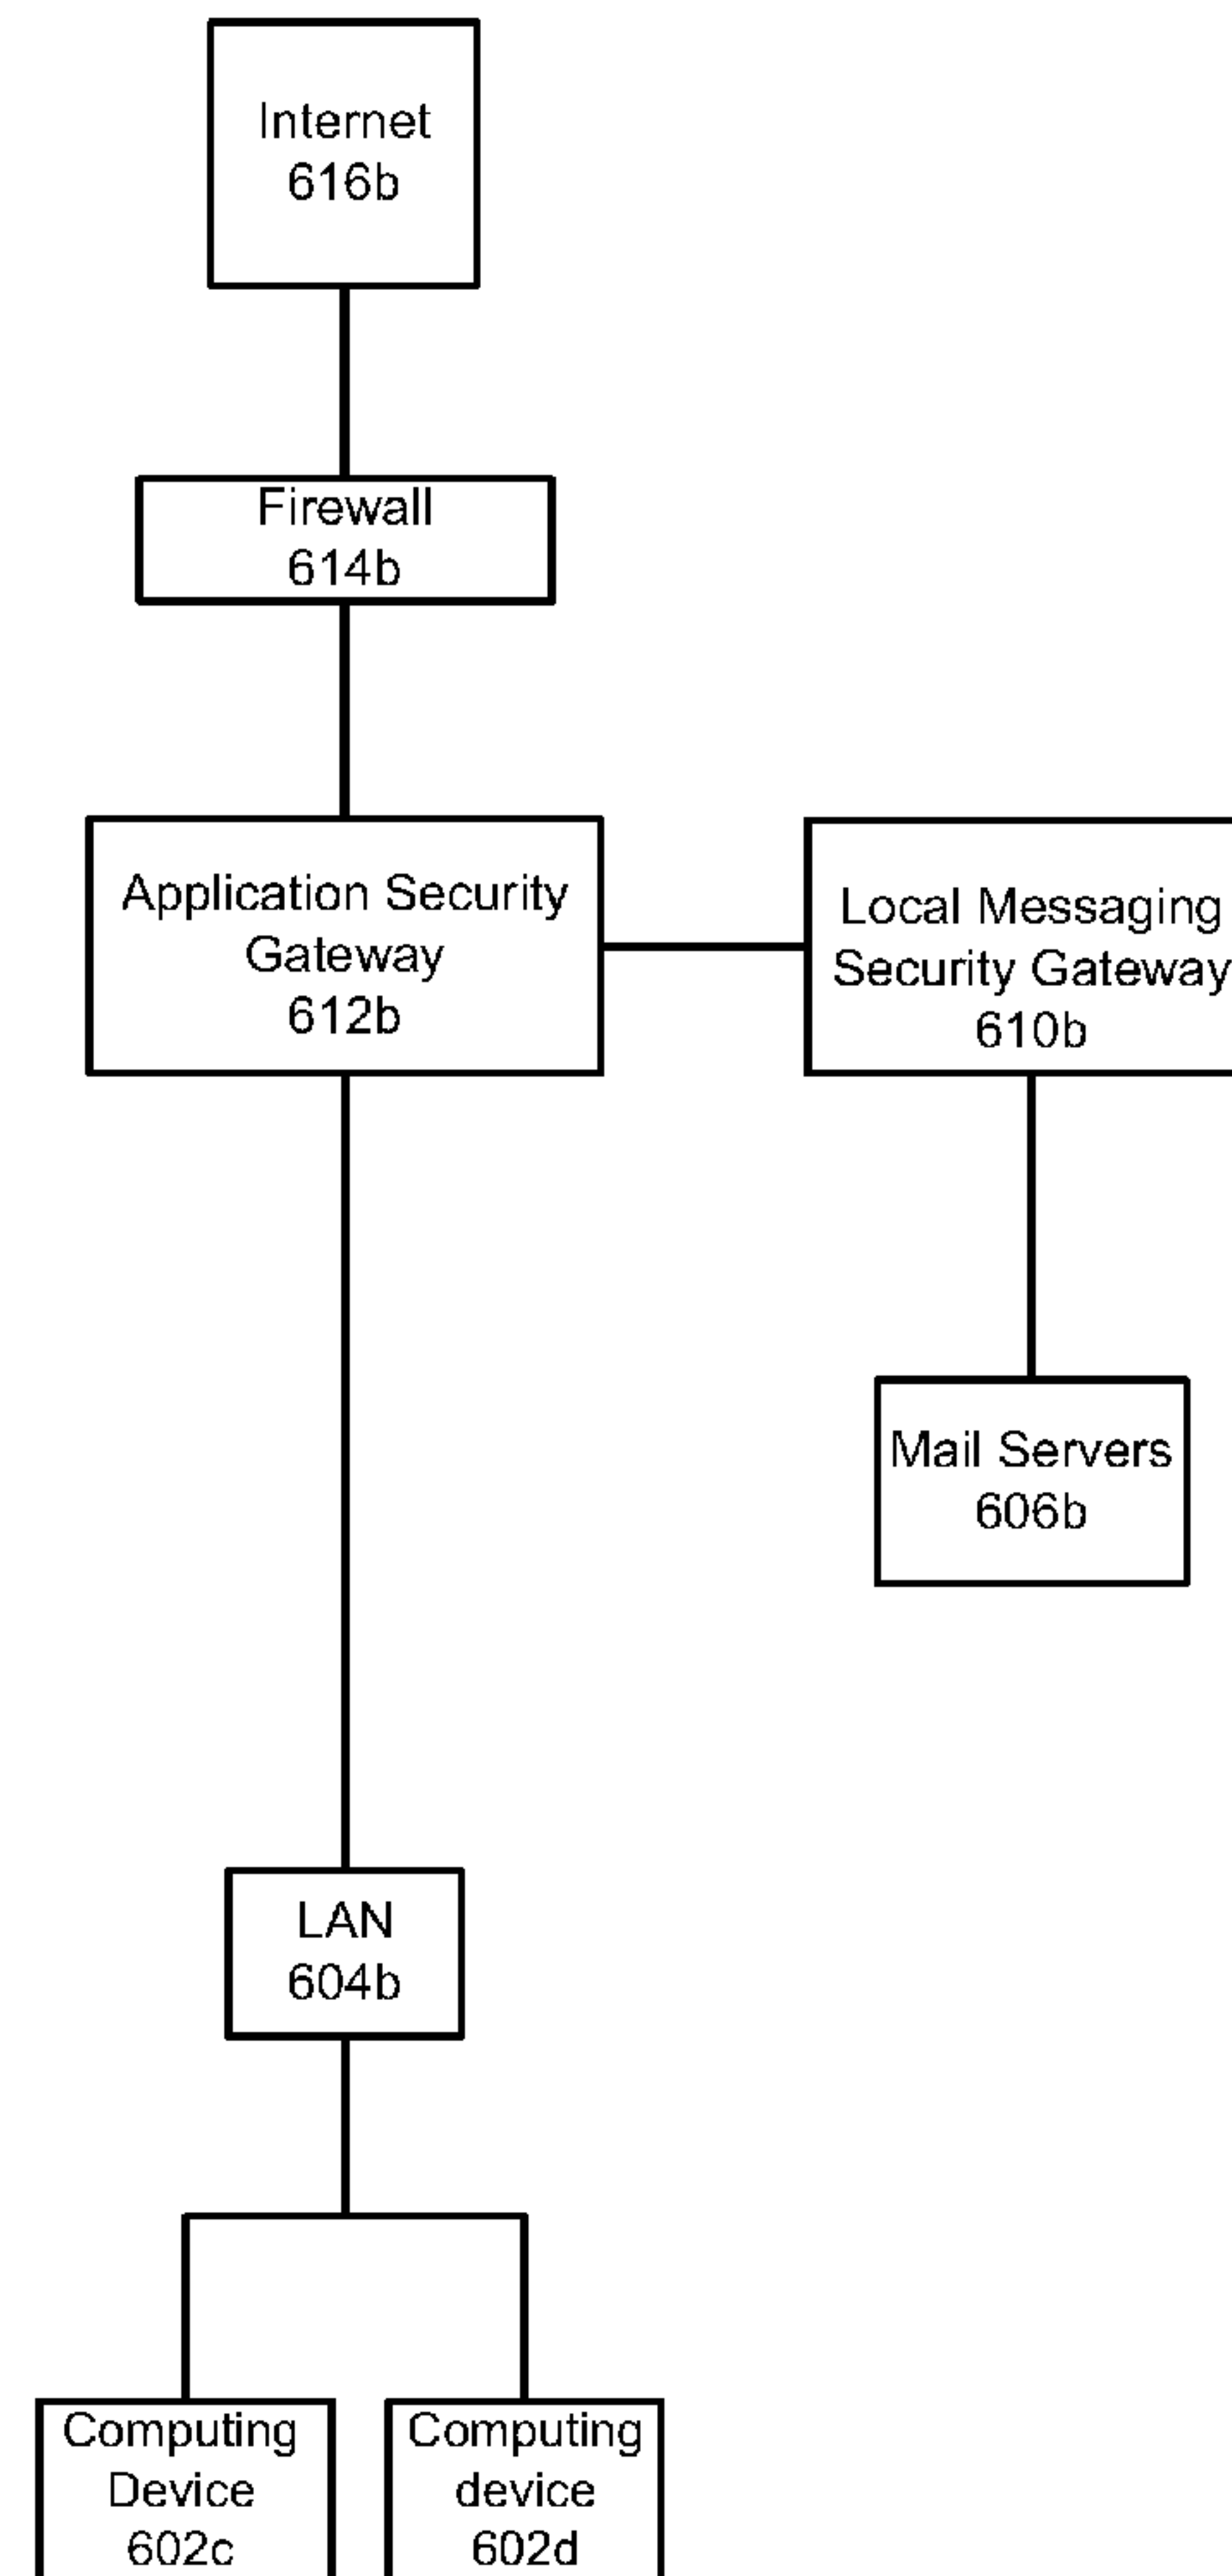 Internet
616b
Firewall
614b
Application Security
Gateway
612b
Local Messaging
Security Gateway
610b
Mail Servers
606b
LAN
604b
Computing
Device
602c
Computing
device
602d